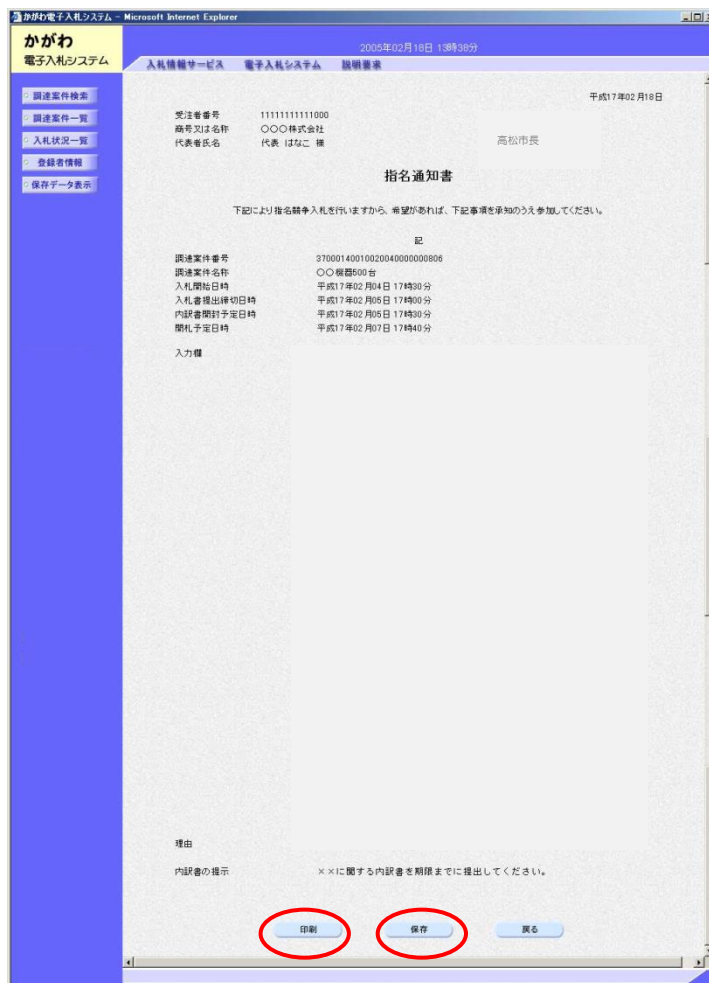 かがわ電子入札システム - Microsoft Internet Explorer
かがわ
電子入札システム
2005年02月18日 13時38分
入札情報サービス 電子入札システム 説明要求
調達案件検索
調達案件一覧
入札状況一覧
登録者情報
保存データ表示
平成17年02月18日
受注者番号 11111111111000
商号又は名称 〇〇〇株式会社
代表者氏名 代表 はなこ 様
高松市長
指名通知書
下記により指名競争入札を行いますから、希望があれば、下記事項を承知のうえ参加してください。
記
調達案件番号 3700014001002004000000806
調達案件名称 〇〇機器500台
入札開始日時 平成17年02月04日 17時30分
入札書提出締切日時 平成17年02月05日 17時00分
内訳書開封予定日時 平成17年02月05日 17時30分
開札予定日時 平成17年02月07日 17時40分
入力欄
理由
内訳書の提示 ××に関する内訳書を期限までに提出してください。
印刷 保存 戻る